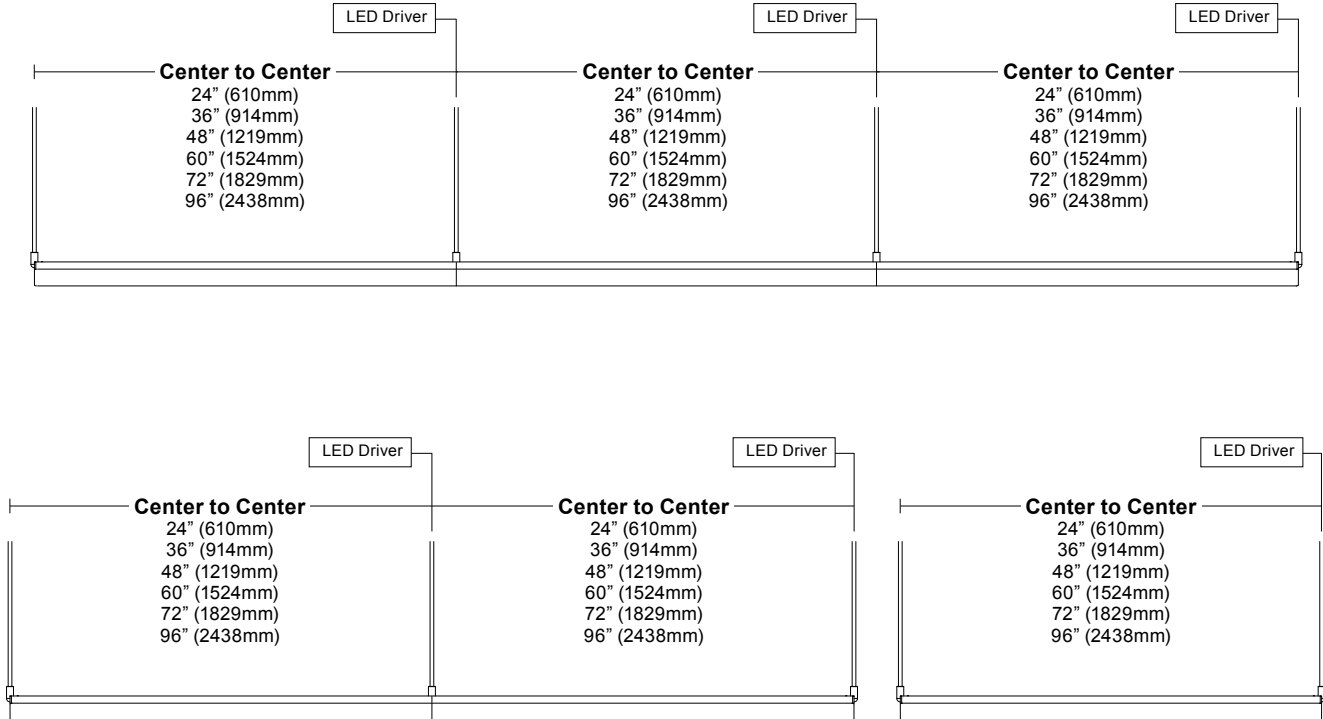 LED Driver
LED Driver
LED Driver
Center to Center
24” (610mm)
36” (914mm)
48” (1219mm)
60” (1524mm)
72” (1829mm)
96” (2438mm)
Center to Center
24” (610mm)
36” (914mm)
48” (1219mm)
60” (1524mm)
72” (1829mm)
96” (2438mm)
Center to Center
24” (610mm)
36” (914mm)
48” (1219mm)
60” (1524mm)
72” (1829mm)
96” (2438mm)
LED Driver
LED Driver
LED Driver
Center to Center
24” (610mm)
36” (914mm)
48” (1219mm)
60” (1524mm)
72” (1829mm)
96” (2438mm)
Center to Center
24” (610mm)
36” (914mm)
48” (1219mm)
60” (1524mm)
72” (1829mm)
96” (2438mm)
Center to Center
24” (610mm)
36” (914mm)
48” (1219mm)
60” (1524mm)
72” (1829mm)
96” (2438mm)